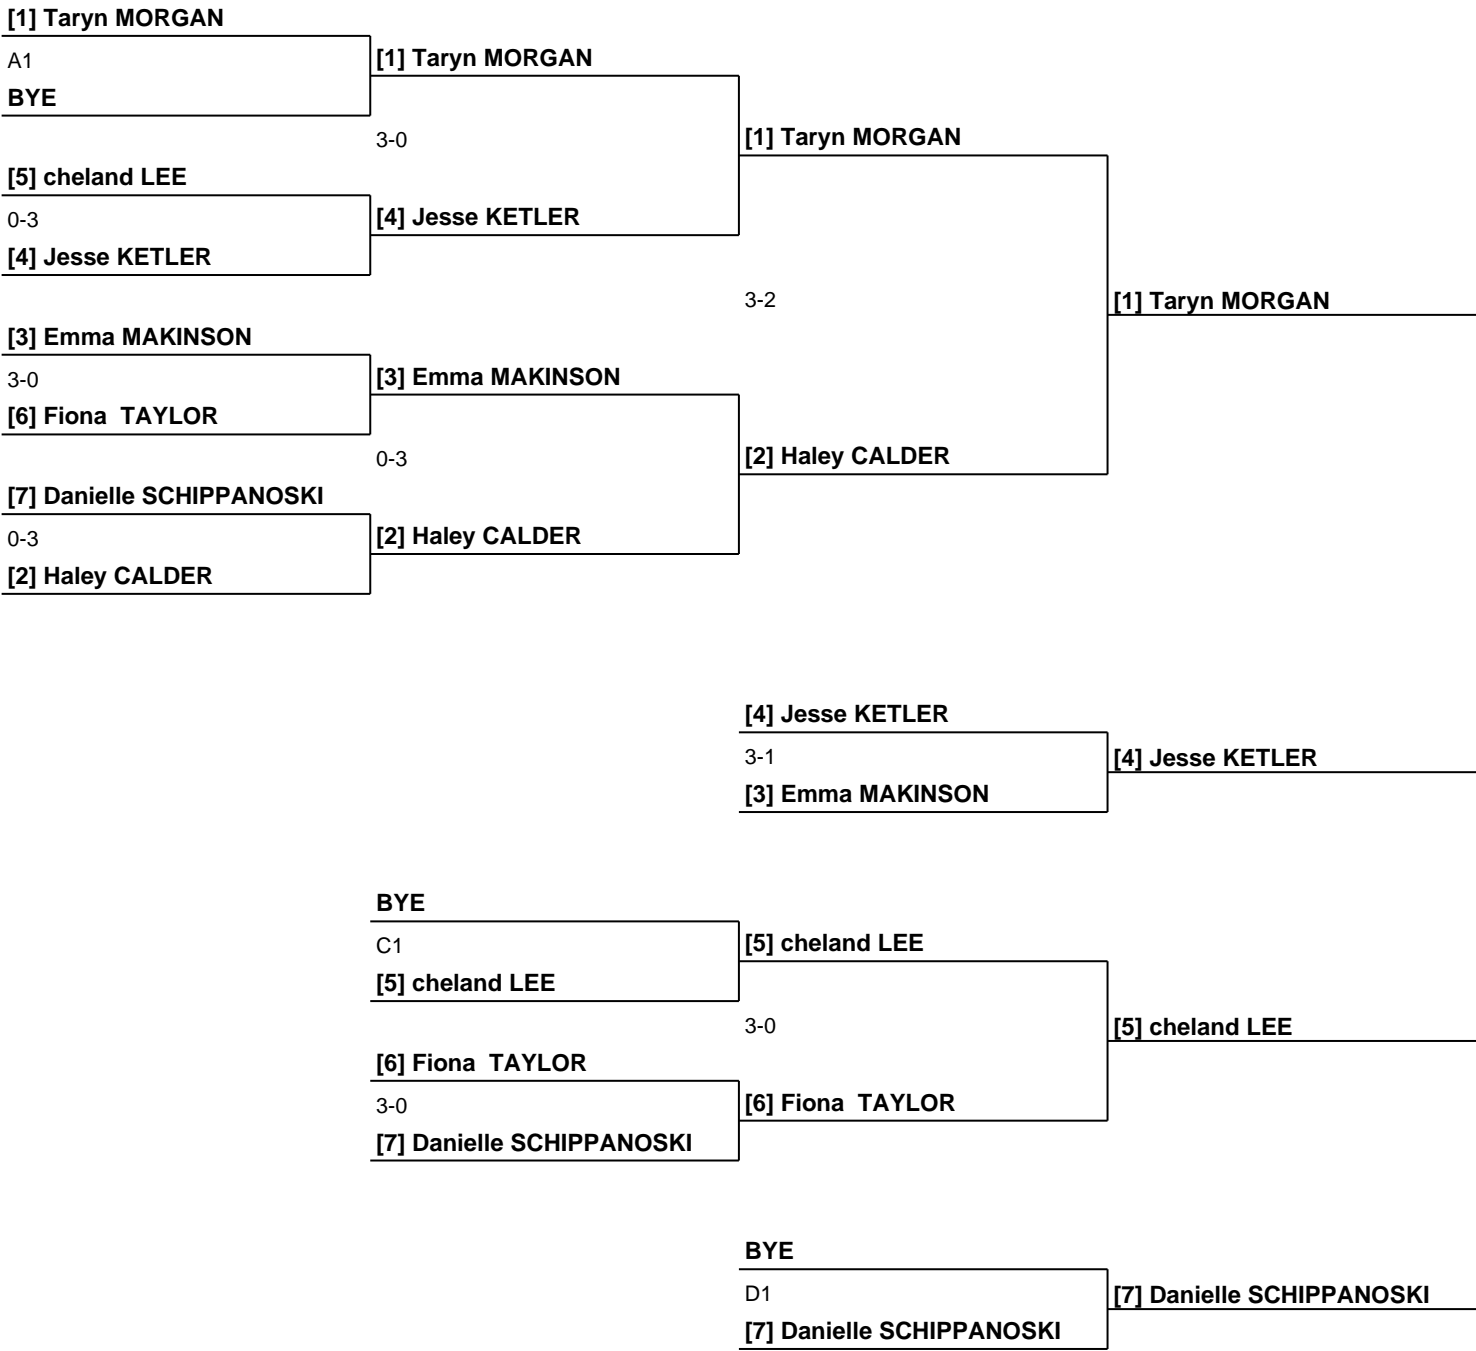 [1] Taryn MORGAN
A1
BYE
[5] cheland LEE
0-3
[4] Jesse KETLER
[3] Emma MAKINSON
3-0
[6] Fiona  TAYLOR
[7] Danielle SCHIPPANOSKI
0-3
[2] Haley CALDER
[1] Taryn MORGAN
3-0
[4] Jesse KETLER
[3] Emma MAKINSON
0-3
[2] Haley CALDER
[1] Taryn MORGAN
3-2
[2] Haley CALDER
[1] Taryn MORGAN
[4] Jesse KETLER
3-1
[3] Emma MAKINSON
[4] Jesse KETLER
BYE
C1
[5] cheland LEE
[6] Fiona  TAYLOR
3-0
[7] Danielle SCHIPPANOSKI
[5] cheland LEE
3-0
[6] Fiona  TAYLOR
[5] cheland LEE
BYE
D1
[7] Danielle SCHIPPANOSKI
[7] Danielle SCHIPPANOSKI